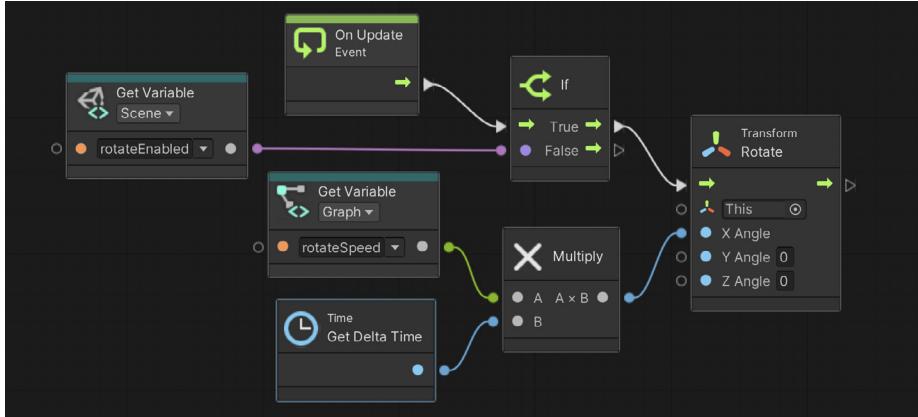 On Update
Event
Get Variable
Scene
rotateEnabled
If
True
False
Transform
Rotate
This
X Angle
Y Angle 0
Z Angle 0
Get Variable
Graph
rotateSpeed
Multiply
A A × B
B
Time
Get Delta Time